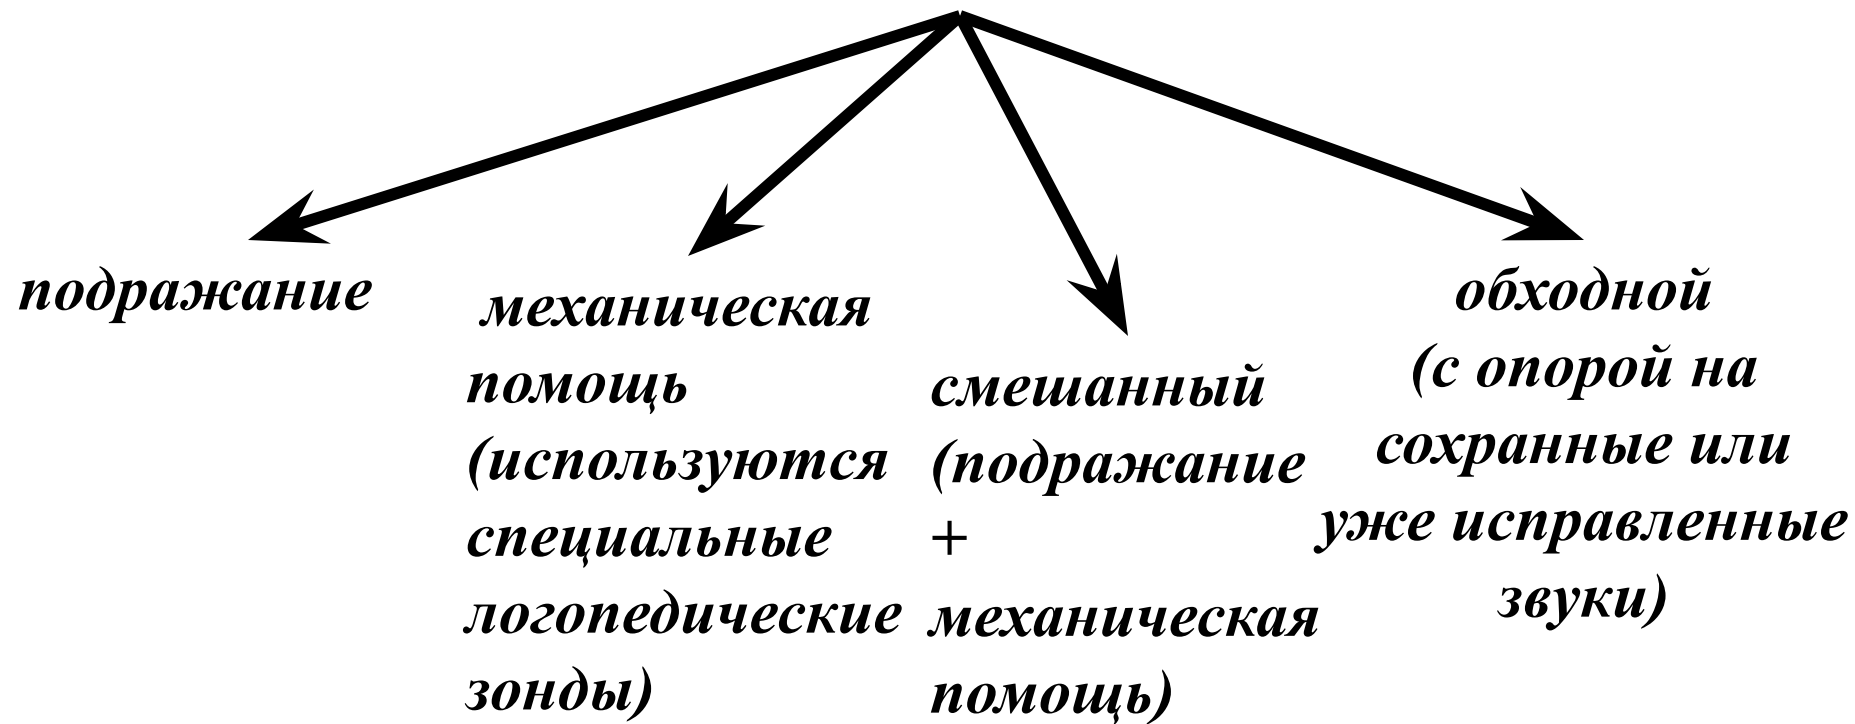 подражание
механическая
помощь
(используются
специальные
логопедические
зонды)
смешанный
(подражание
+
механическая
помощь)
обходной
(с опорой на
сохранные или
уже исправленные
звуки)